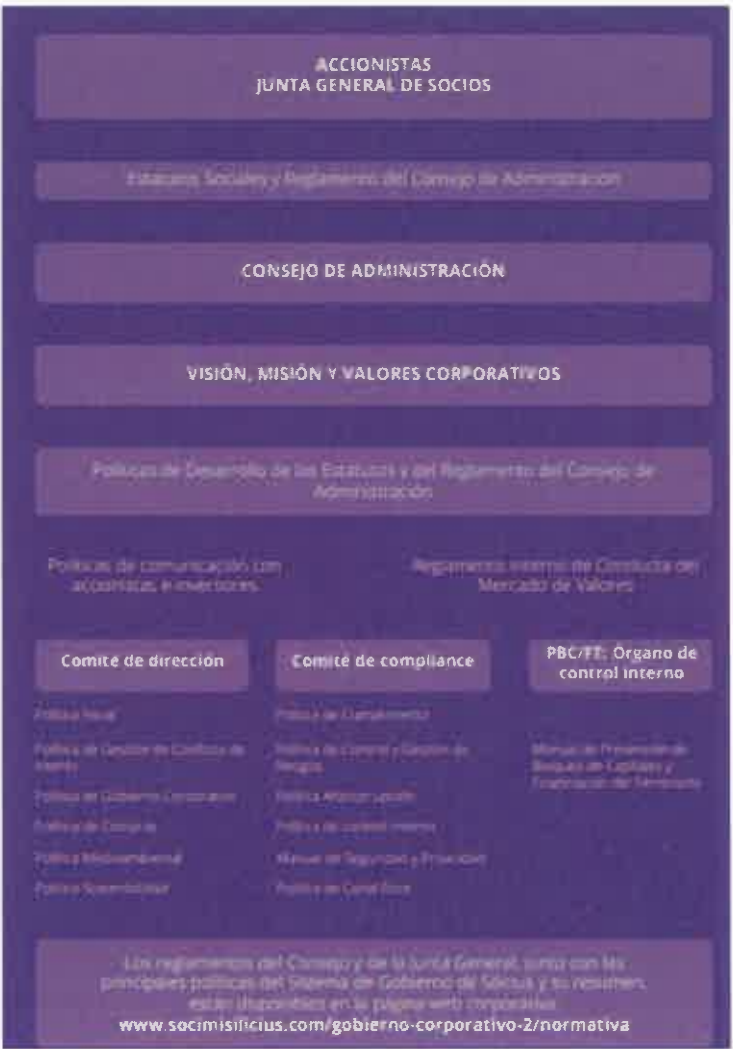 ACCIONISTAS
JUNTA GENERAL DE SOCIOS
Estatutos Sociales y Reglamento del Consejo de Administración
CONSEJO DE ADMINISTRACIÓN
VISIÓN, MISIÓN Y VALORES CORPORATIVOS
Políticas de Desarrollo de los Estatutos y del Reglamento del Consejo de
Administración
Políticas de comunicación con
accionistas e inversores
Reglamento Interno de Conducta del
Mercado de Valores
Comité de dirección
Política fiscal
Política de Gestión de Conflicto de
Interés
Política de Gobierno Corporativo
Política de Compras
Política Medioambiental
Política Sostenibilidad
Comité de compliance
Política de Cumplimiento
Política de Control y Gestión de
Riesgos
Política Anticorrupción
Política de control interno
Manual de Seguridad y Privacidad
Política de Canal Ético
PBC/FT: Órgano de
control interno
Manual de Prevención de
Blanqueo de Capitales y
Financiación del Terrorismo
Los reglamentos del Consejo y de la Junta General, junto con las
principales políticas del Sistema de Gobierno de Silicius y su resumen,
están disponibles en la página web corporativa
www.socimisilicius.com/gobierno-corporativo-2/normativa